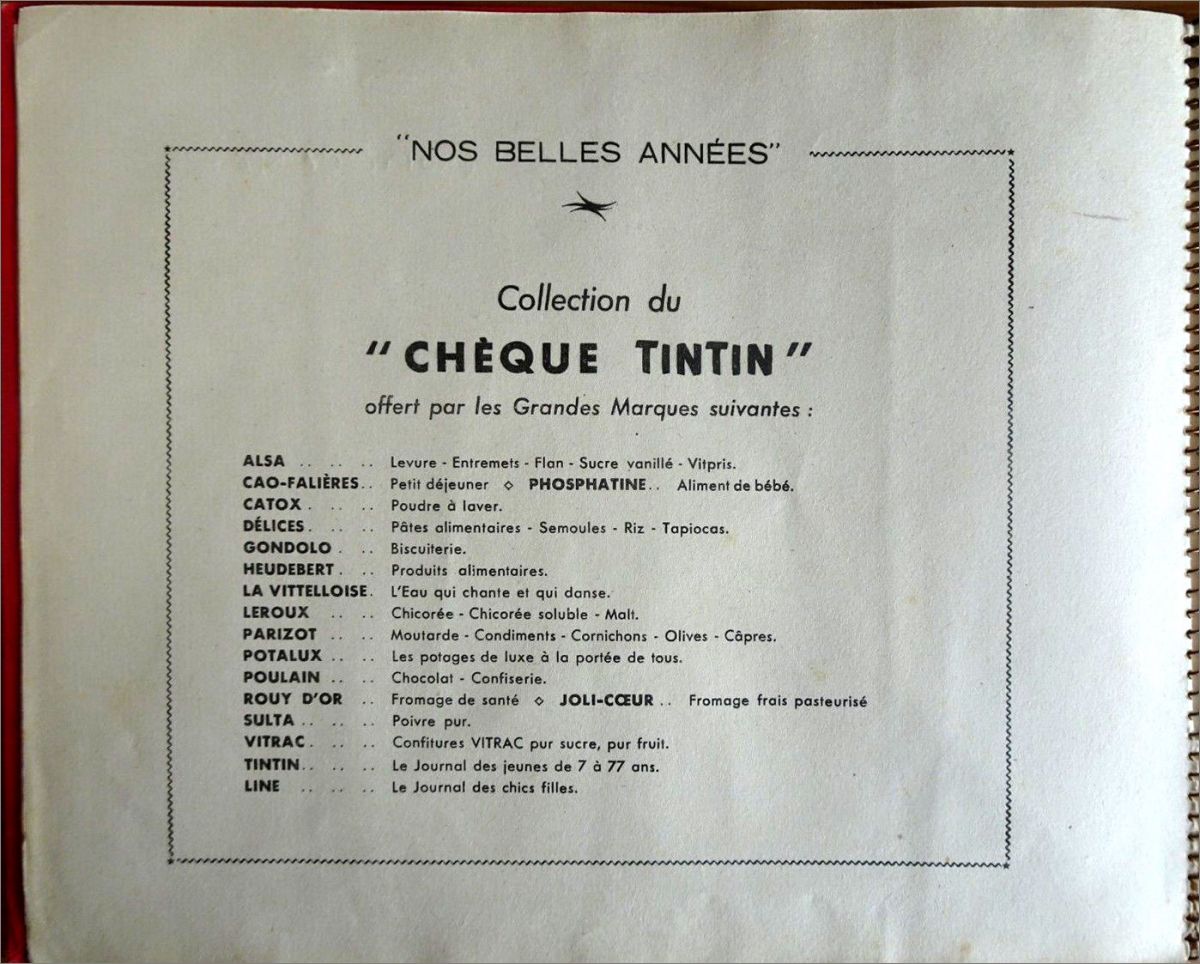 "NOS BELLES ANNÉES"
Collection du
"CHÈQUE TINTIN"
offert par les Grandes Marques suivantes :
ALSA .. .. .. Levure - Entremets - Flan - Sucre vanillé - Vitpris.
CAO-FALIÈRES.. Petit déjeuner ◇ PHOSPHATINE.. Aliment de bébé.
CATOX . .. .. Poudre à laver.
DÉLICES. .. .. Pâtes alimentaires - Semoules - Riz - Tapiocas.
GONDOLO . .. Biscuiterie.
HEUDEBERT. .. Produits alimentaires.
LA VITTELLOISE. L'Eau qui chante et qui danse.
LEROUX .. .. Chicorée - Chicorée soluble - Malt.
PARIZOT .. .. Moutarde - Condiments - Cornichons - Olives - Câpres.
POTALUX .. .. Les potages de luxe à la portée de tous.
POULAIN .. .. Chocolat - Confiserie.
ROUY D'OR .. Fromage de santé ◇ JOLI-CŒUR .. Fromage frais pasteurisé
SULTA .. .. .. Poivre pur.
VITRAC. .. .. Confitures VITRAC pur sucre, pur fruit.
TINTIN.. .. .. Le Journal des jeunes de 7 à 77 ans.
LINE .. .. .. Le Journal des chics filles.